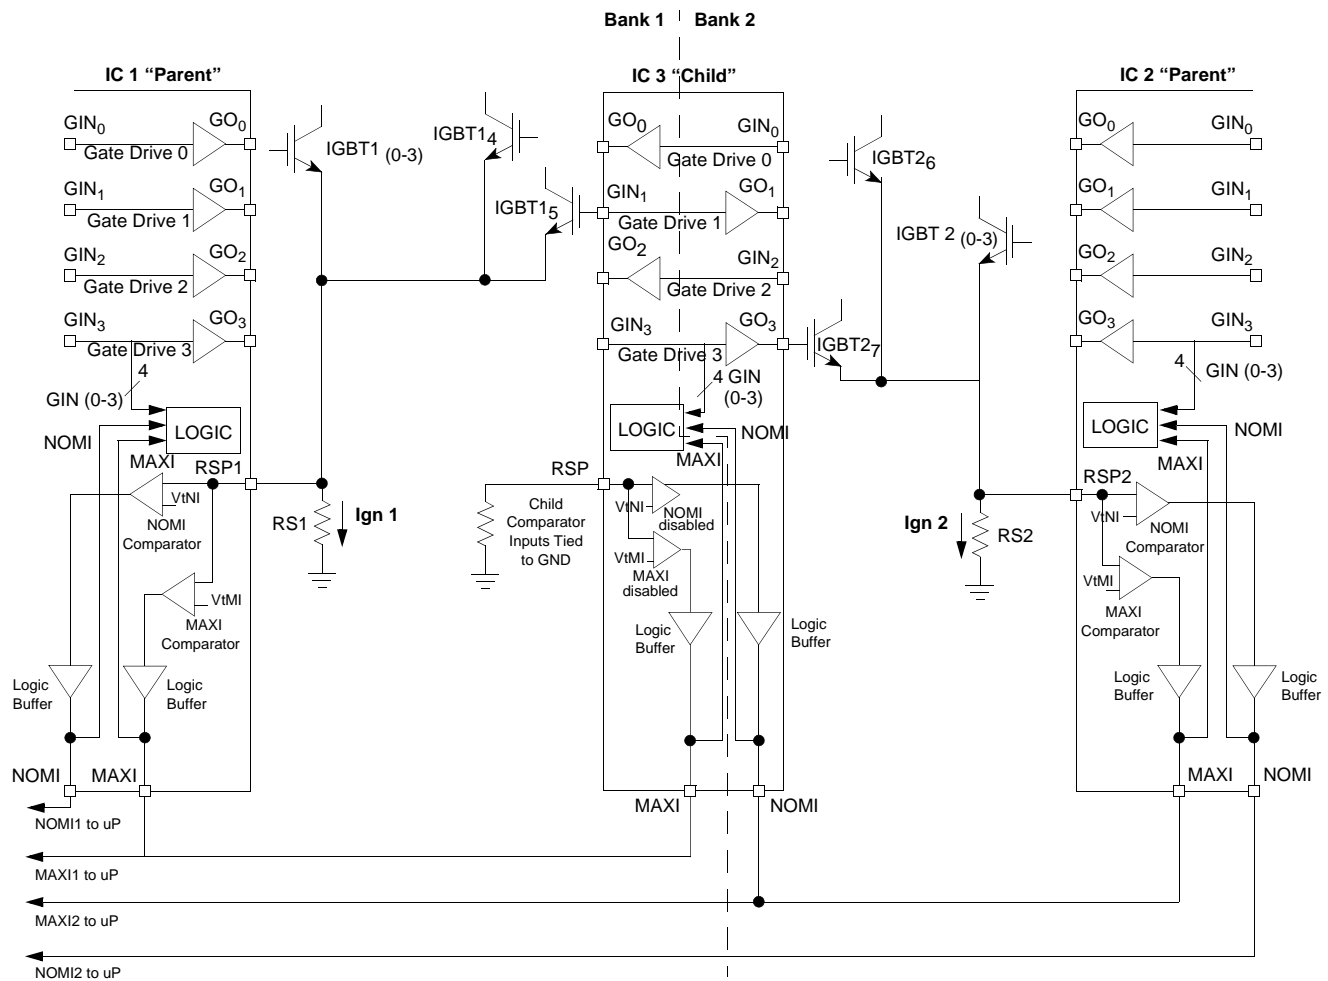 Bank 1 Bank 2
IC 1 “Parent”
IC 3 “Child”
IC 2 “Parent”
GIN0
GO0
Gate Drive 0
GIN1
GO1
Gate Drive 1
GIN2
GO2
Gate Drive 2
GIN3
GO3
Gate Drive 3
4
GIN (0-3)
LOGIC
NOMI
MAXI
RSP1
VtNI
NOMI
Comparator
VtMI
MAXI
Comparator
Logic
Buffer
Logic
Buffer
NOMI
MAXI
IGBT1 (0-3)
IGBT14
IGBT15
RS1
Ign 1
GO0
GIN0
Gate Drive 0
GIN1
GO1
Gate Drive 1
GO2
GIN2
Gate Drive 2
GIN3
GO3
Gate Drive 3
4 GIN
(0-3)
LOGIC
NOMI
MAXI
RSP
Child
Comparator
Inputs Tied
to GND
VtNI
NOMI
disabled
VtMI
MAXI
disabled
Logic
Buffer
Logic
Buffer
MAXI
NOMI
IGBT26
IGBT 2 (0-3)
IGBT27
Ign 2
RS2
GO0
GIN0
GO1
GIN1
GO2
GIN2
GO3
GIN3
4
GIN (0-3)
LOGIC
NOMI
MAXI
RSP2
VtNI
NOMI
Comparator
VtMI
MAXI
Comparator
Logic
Buffer
Logic
Buffer
MAXI
NOMI
NOMI1 to uP
MAXI1 to uP
MAXI2 to uP
NOMI2 to uP